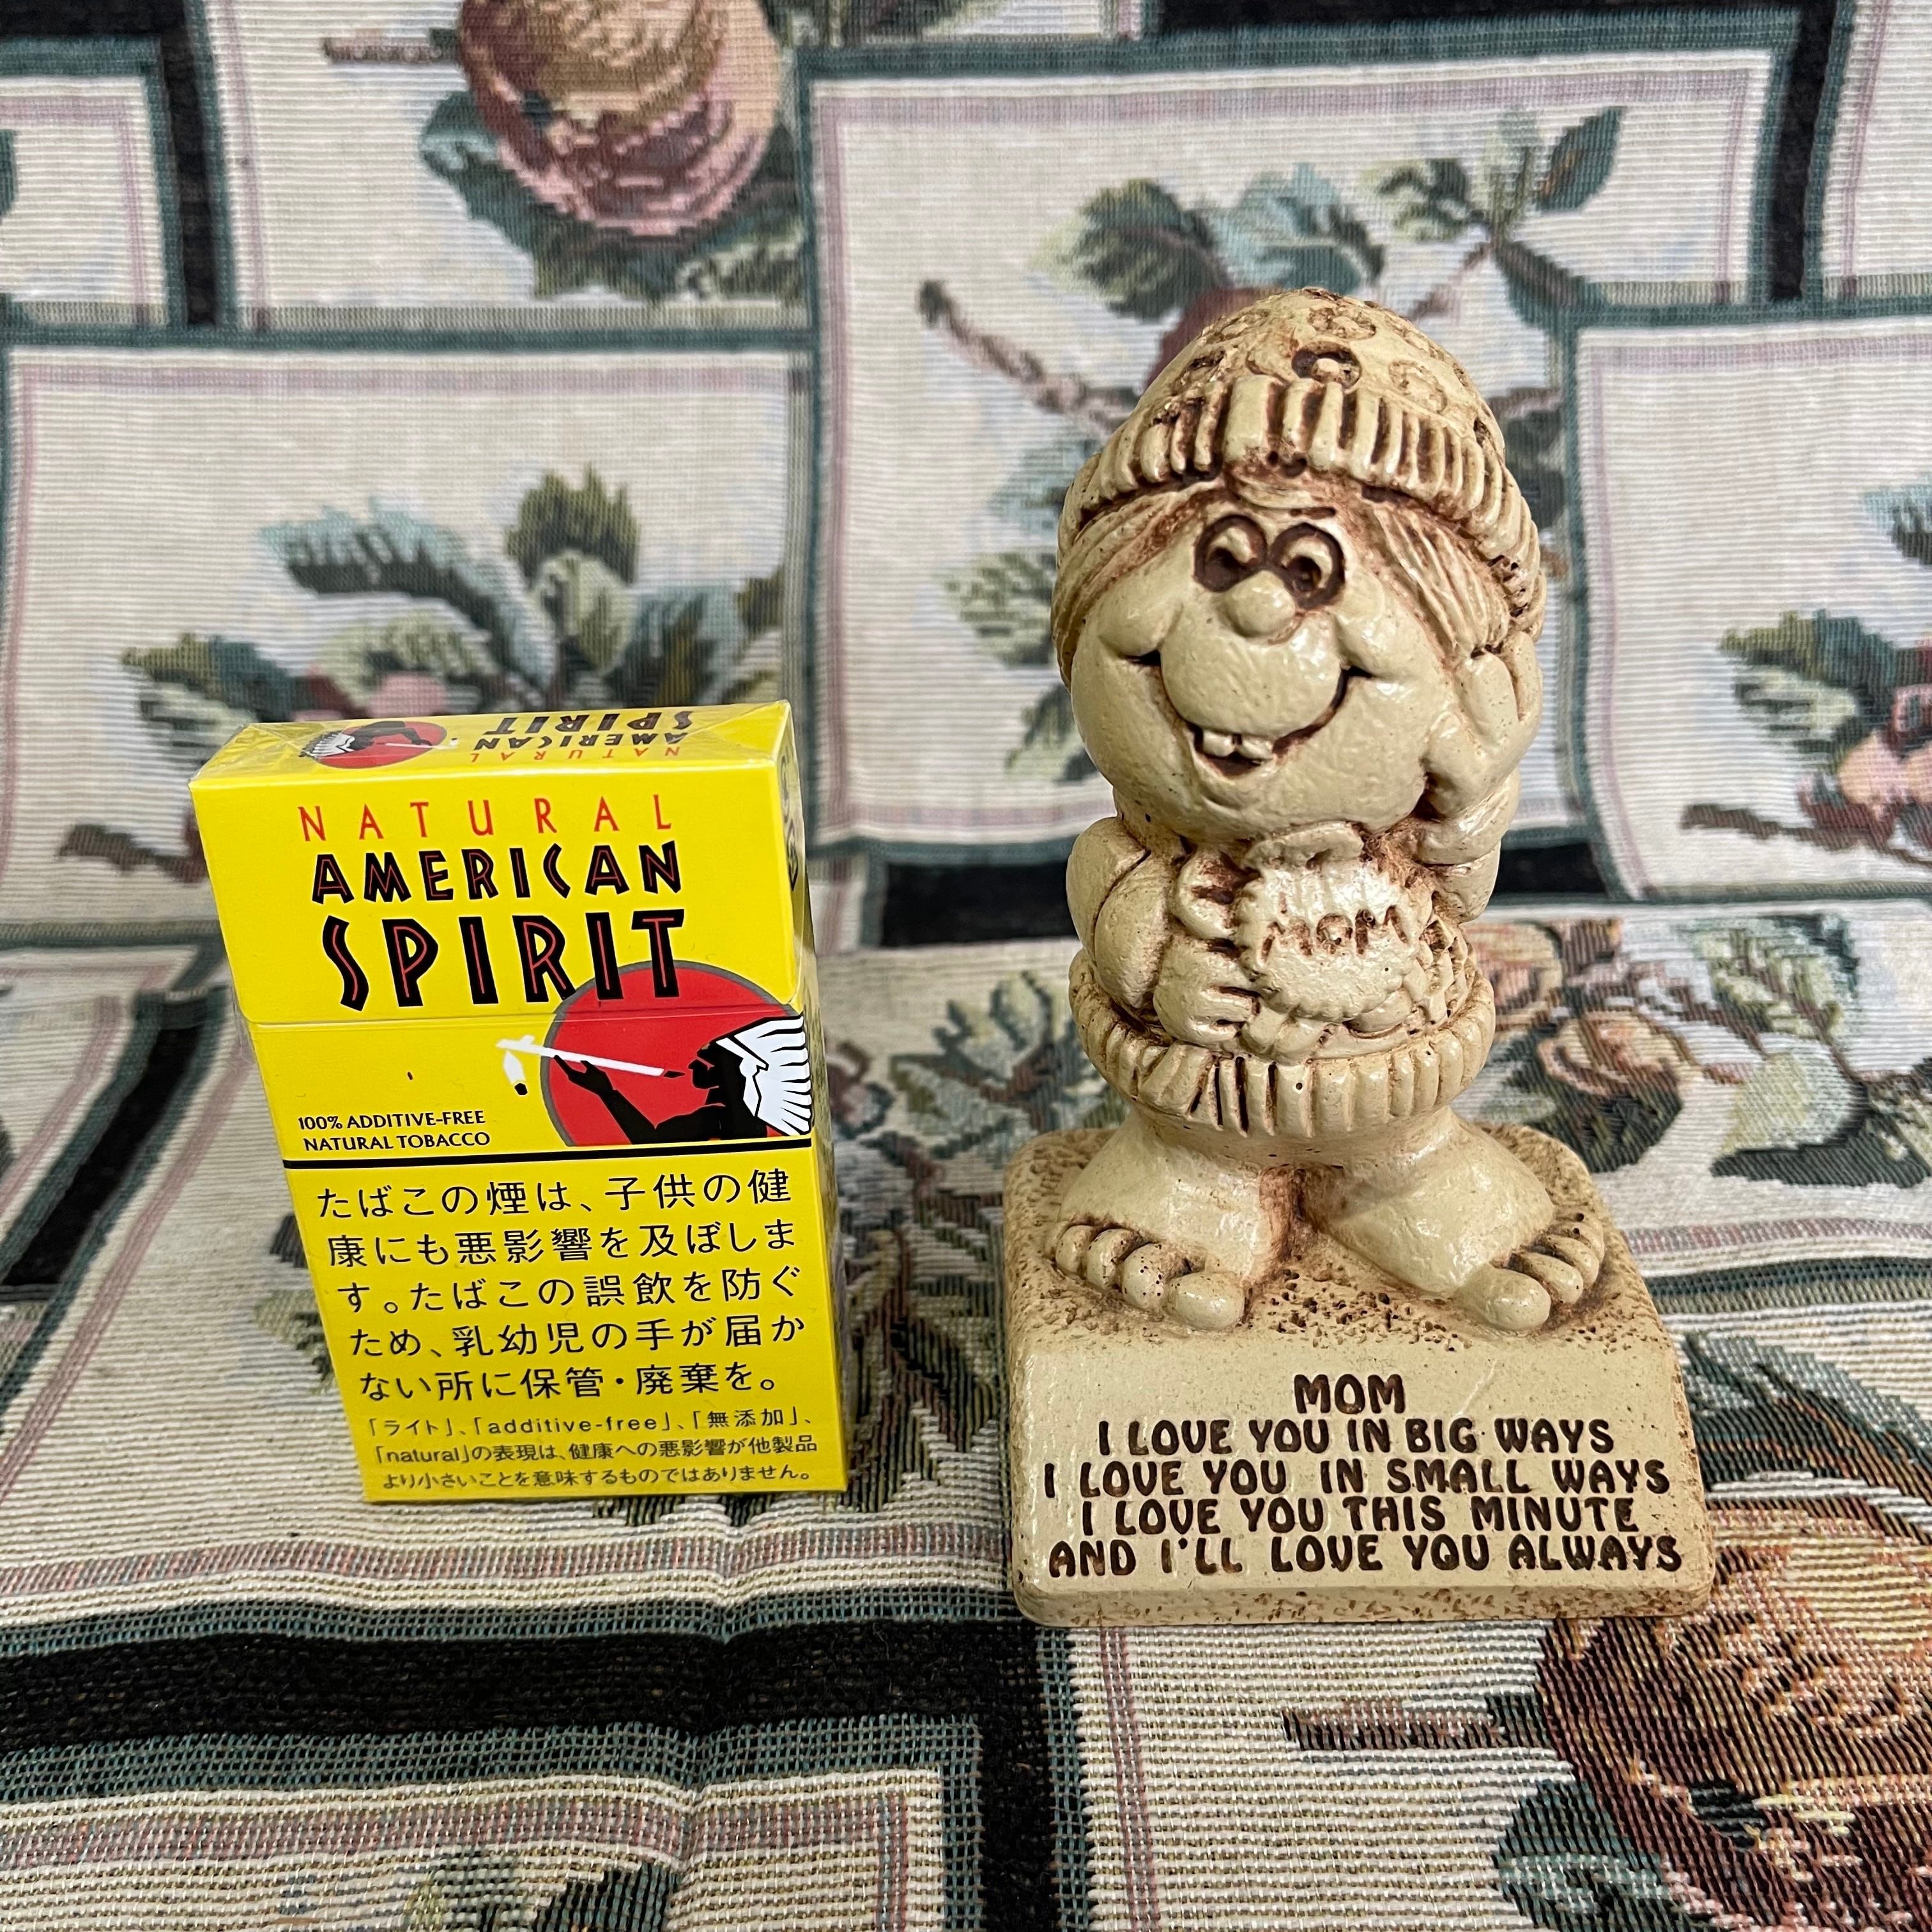 NATURAL
AMERICAN
SPIRIT
NATURAL
AMERICAN
SPIRIT
100% ADDITIVE-FREE
NATURAL TOBACCO
たばこの煙は、子供の健
康にも悪影響を及ぼしま
す。たばこの誤飲を防ぐ
ため、乳幼児の手が届か
ない所に保管・廃棄を。
「ライト」、「additive-free」、「無添加」、
「natural」の表現は、健康への悪影響が他製品
より小さいことを意味するものではありません。
MOM
MOM
I LOVE YOU IN BIG WAYS
I LOVE YOU IN SMALL WAYS
I LOVE YOU THIS MINUTE
AND I'LL LOVE YOU ALWAYS